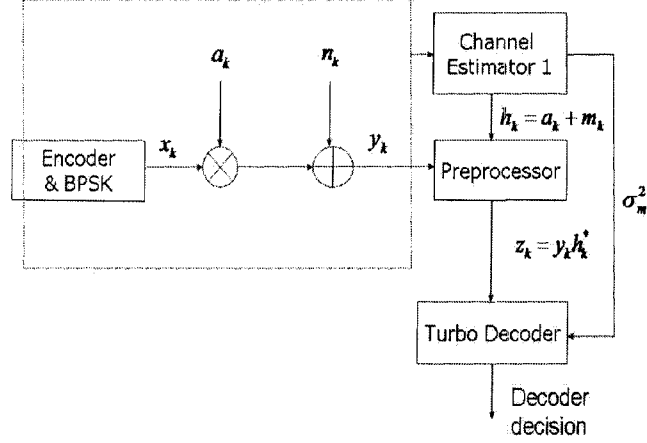 Channel
Estimator 1
a_k
n_k
h_k = a_k + m_k
x_k
y_k
Encoder
& BPSK
Preprocessor
σ_m^2
z_k = y_k h_k^*
Turbo Decoder
Decoder
decision